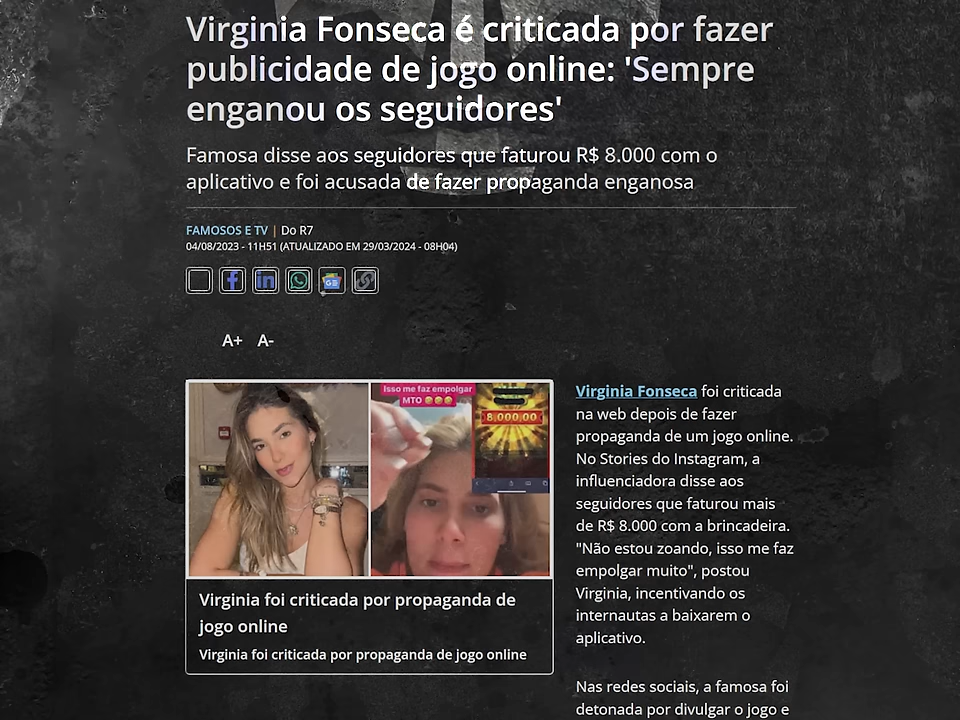 Virginia Fonseca é criticada por fazer
publicidade de jogo online: 'Sempre
enganou os seguidores'
Famosa disse aos seguidores que faturou R$ 8.000 com o
aplicativo e foi acusada de fazer propaganda enganosa
FAMOSOS E TV | Do R7
04/08/2023 - 11H51 (ATUALIZADO EM 29/03/2024 - 08H04)
A+ A-
Isso me faz empolgar
MTO
8.000,00
Virginia foi criticada por propaganda de
jogo online
Virginia foi criticada por propaganda de jogo online
Virginia Fonseca foi criticada
na web depois de fazer
propaganda de um jogo online.
No Stories do Instagram, a
influenciadora disse aos
seguidores que faturou mais
de R$ 8.000 com a brincadeira.
"Não estou zoando, isso me faz
empolgar muito", postou
Virginia, incentivando os
internautas a baixarem o
aplicativo.
Nas redes sociais, a famosa foi
detonada por divulgar o jogo e